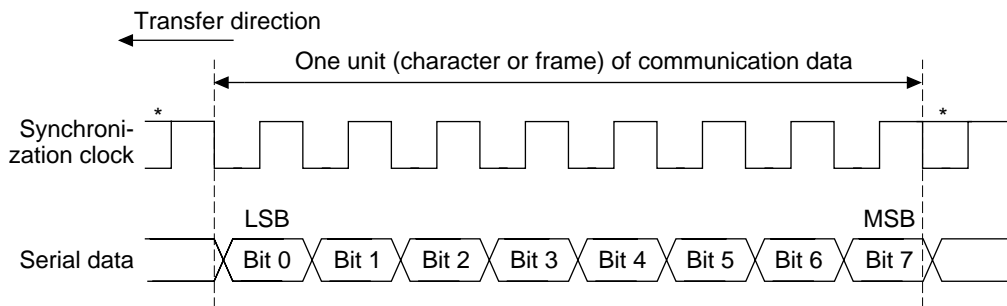 Transfer direction
One unit (character or frame) of communication data
*
*
Synchroni-
zation clock
LSB
MSB
Serial data
Bit 0
Bit 1
Bit 2
Bit 3
Bit 4
Bit 5
Bit 6
Bit 7